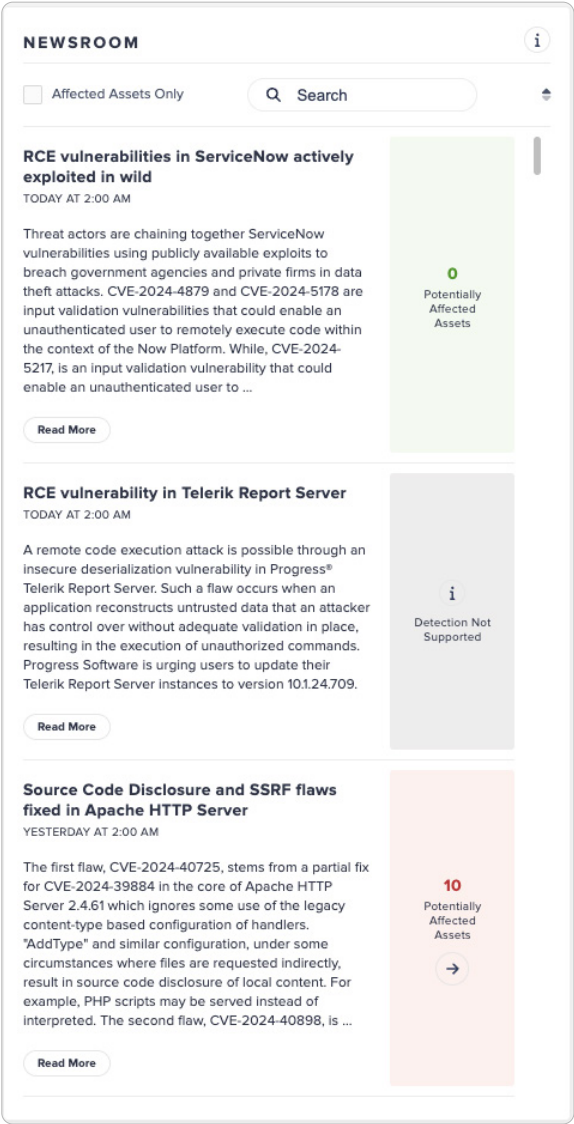 NEWSROOM
i
Affected Assets Only
Search
RCE vulnerabilities in ServiceNow actively
exploited in wild
TODAY AT 2:00 AM
Threat actors are chaining together ServiceNow
vulnerabilities using publicly available exploits to
breach government agencies and private firms in data
theft attacks. CVE-2024-4879 and CVE-2024-5178 are
input validation vulnerabilities that could enable an
unauthenticated user to remotely execute code within
the context of the Now Platform. While, CVE-2024-
5217, is an input validation vulnerability that could
enable an unauthenticated user to ...
Read More
0
Potentially
Affected
Assets
RCE vulnerability in Telerik Report Server
TODAY AT 2:00 AM
A remote code execution attack is possible through an
insecure deserialization vulnerability in Progress®
Telerik Report Server. Such a flaw occurs when an
application reconstructs untrusted data that an attacker
has control over without adequate validation in place,
resulting in the execution of unauthorized commands.
Progress Software is urging users to update their
Telerik Report Server instances to version 10.1.24.709.
Read More
i
Detection Not
Supported
Source Code Disclosure and SSRF flaws
fixed in Apache HTTP Server
YESTERDAY AT 2:00 AM
The first flaw, CVE-2024-40725, stems from a partial fix
for CVE-2024-39884 in the core of Apache HTTP
Server 2.4.61 which ignores some use of the legacy
content-type based configuration of handlers.
"AddType" and similar configuration, under some
circumstances where files are requested indirectly,
result in source code disclosure of local content. For
example, PHP scripts may be served instead of
interpreted. The second flaw, CVE-2024-40898, is ...
Read More
10
Potentially
Affected
Assets